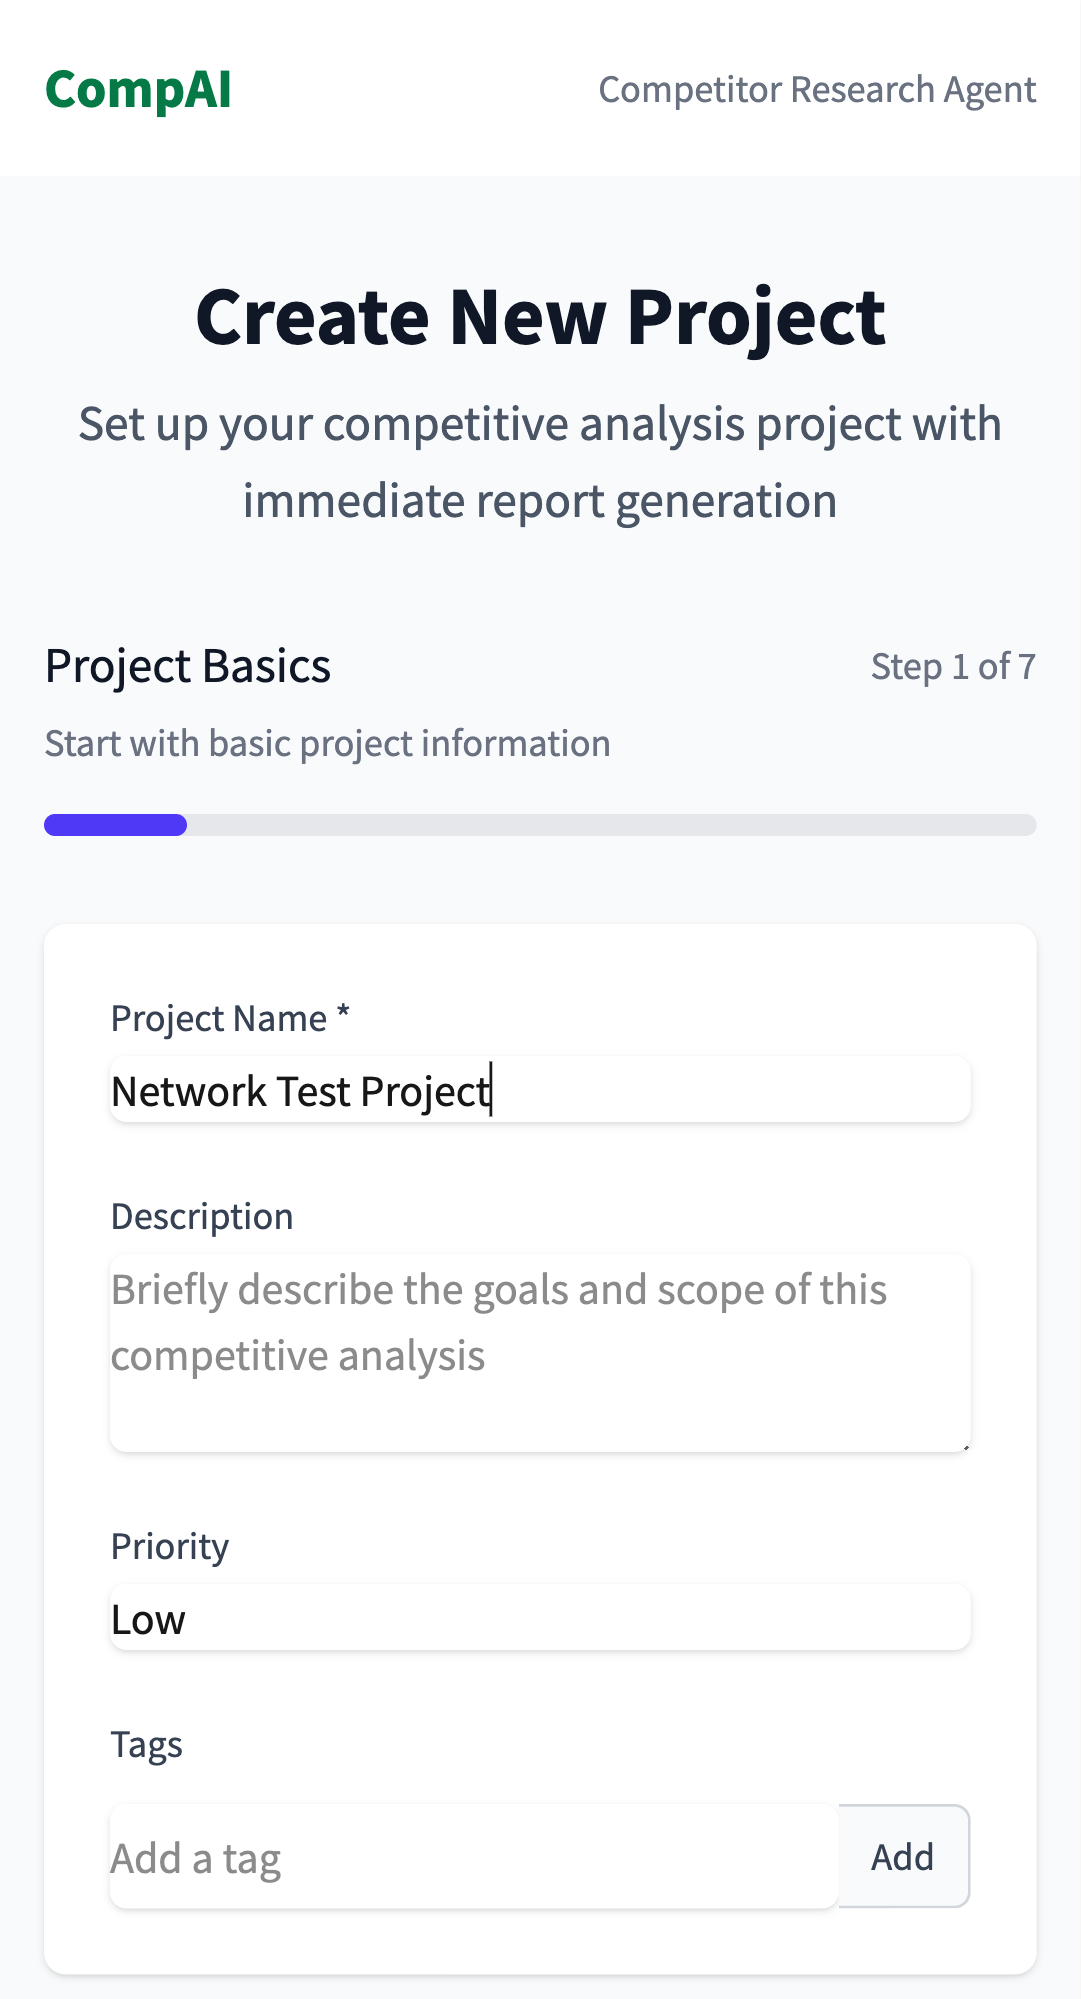 CompAI
Competitor Research Agent
Create New Project
Set up your competitive analysis project with
immediate report generation
Project Basics
Step 1 of 7
Start with basic project information
Project Name *
Network Test Project
Description
Briefly describe the goals and scope of this
competitive analysis
Priority
Low
Tags
Add a tag
Add